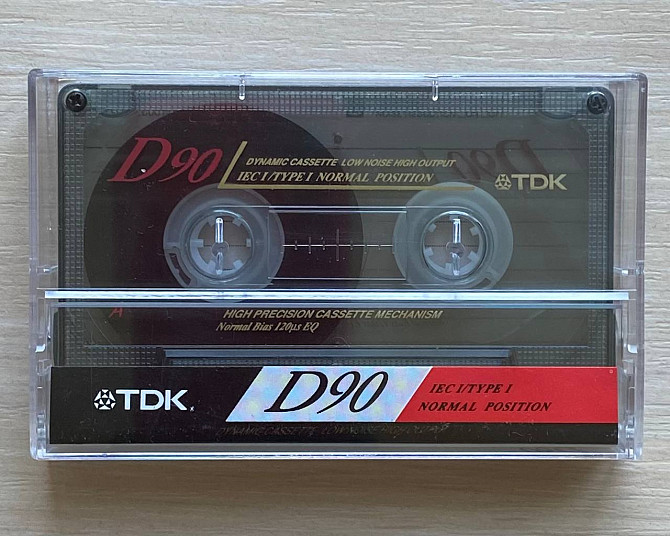 D90
DYNAMIC CASSETTE LOW NOISE HIGH OUTPUT
IEC I/TYPE I NORMAL POSITION
TDK
A
HIGH PRECISION CASSETTE MECHANISM
Normal Bias 120μs EQ
TDK
D90
IEC I/TYPE I
NORMAL POSITION